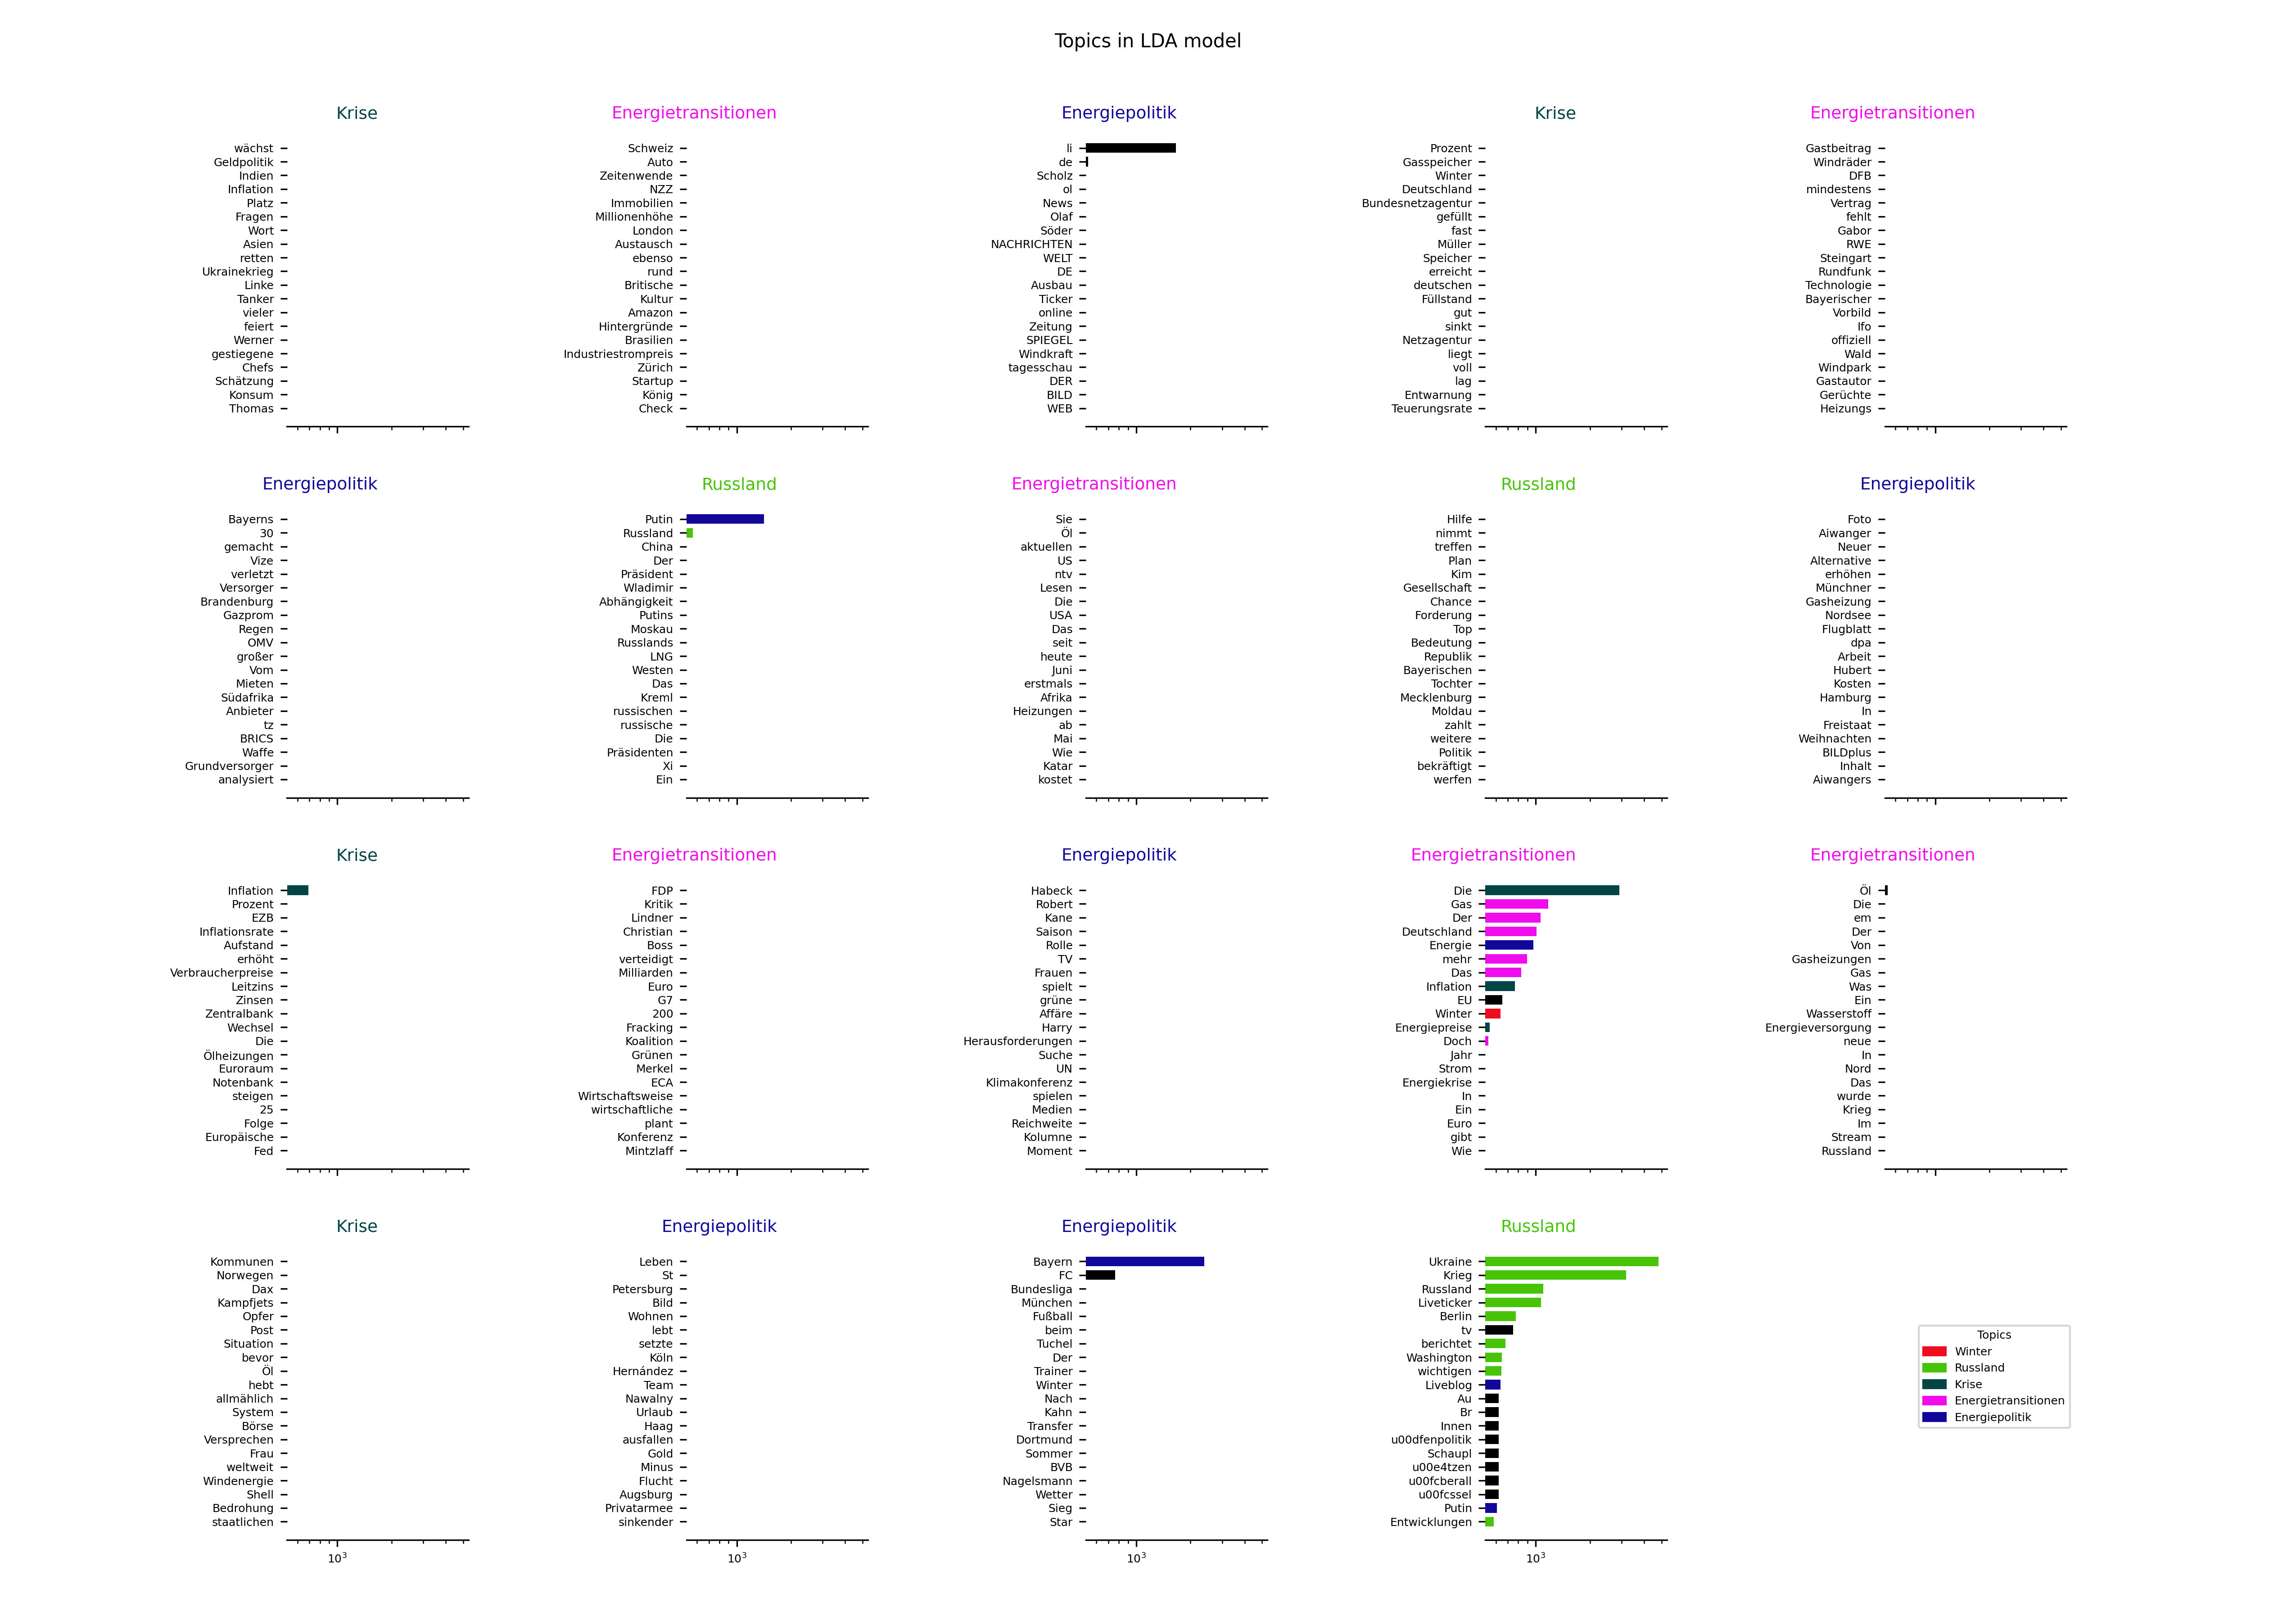 Topics in LDA model
Krise
wächst
Geldpolitik
Indien
Inflation
Platz
Fragen
Wort
Asien
retten
Ukrainekrieg
Linke
Tanker
vieler
feiert
Werner
gestiegene
Chefs
Schätzung
Konsum
Thomas
Energietransitionen
Schweiz
Auto
Zeitenwende
NZZ
Immobilien
Millionenhöhe
London
Austausch
ebenso
rund
Britische
Kultur
Amazon
Hintergründe
Brasilien
Industriestrompreis
Zürich
Startup
König
Check
Energiepolitik
li
de
Scholz
ol
News
Olaf
Söder
NACHRICHTEN
WELT
DE
Ausbau
Ticker
online
Zeitung
SPIEGEL
Windkraft
tagesschau
DER
BILD
WEB
Krise
Prozent
Gasspeicher
Winter
Deutschland
Bundesnetzagentur
gefüllt
fast
Müller
Speicher
erreicht
deutschen
Füllstand
gut
sinkt
Netzagentur
liegt
voll
lag
Entwarnung
Teuerungsrate
Energietransitionen
Gastbeitrag
Windräder
DFB
mindestens
Vertrag
fehlt
Gabor
RWE
Steingart
Rundfunk
Technologie
Bayerischer
Vorbild
Ifo
offiziell
Wald
Windpark
Gastautor
Gerüchte
Heizungs
Energiepolitik
Bayerns
30
gemacht
Vize
verletzt
Versorger
Brandenburg
Gazprom
Regen
OMV
großer
Vom
Mieten
Südafrika
Anbieter
tz
BRICS
Waffe
Grundversorger
analysiert
Russland
Putin
Russland
China
Der
Präsident
Wladimir
Abhängigkeit
Putins
Moskau
Russlands
LNG
Westen
Das
Kreml
russischen
russische
Die
Präsidenten
Xi
Ein
Energietransitionen
Sie
Öl
aktuellen
US
ntv
Lesen
Die
USA
Das
seit
heute
Juni
erstmals
Afrika
Heizungen
ab
Mai
Wie
Katar
kostet
Russland
Hilfe
nimmt
treffen
Plan
Kim
Gesellschaft
Chance
Forderung
Top
Bedeutung
Republik
Bayerischen
Tochter
Mecklenburg
Moldau
zahlt
weitere
Politik
bekräftigt
werfen
Energiepolitik
Foto
Aiwanger
Neuer
Alternative
erhöhen
Münchner
Gasheizung
Nordsee
Flugblatt
dpa
Arbeit
Hubert
Kosten
Hamburg
In
Freistaat
Weihnachten
BILDplus
Inhalt
Aiwangers
Krise
Inflation
Prozent
EZB
Inflationsrate
Aufstand
erhöht
Verbraucherpreise
Leitzins
Zinsen
Zentralbank
Wechsel
Die
Ölheizungen
Euroraum
Notenbank
steigen
25
Folge
Europäische
Fed
Energietransitionen
FDP
Kritik
Lindner
Christian
Boss
verteidigt
Milliarden
Euro
G7
200
Fracking
Koalition
Grünen
Merkel
ECA
Wirtschaftsweise
wirtschaftliche
plant
Konferenz
Mintzlaff
Energiepolitik
Habeck
Robert
Kane
Saison
Rolle
TV
Frauen
spielt
grüne
Affäre
Harry
Herausforderungen
Suche
UN
Klimakonferenz
spielen
Medien
Reichweite
Kolumne
Moment
Energietransitionen
Die
Gas
Der
Deutschland
Energie
mehr
Das
Inflation
EU
Winter
Energiepreise
Doch
Jahr
Strom
Energiekrise
In
Ein
Euro
gibt
Wie
Energietransitionen
Öl
Die
em
Der
Von
Gasheizungen
Gas
Was
Ein
Wasserstoff
Energieversorgung
neue
In
Nord
Das
wurde
Krieg
Im
Stream
Russland
Krise
Kommunen
Norwegen
Dax
Kampfjets
Opfer
Post
Situation
bevor
Öl
hebt
allmählich
System
Börse
Versprechen
Frau
weltweit
Windenergie
Shell
Bedrohung
staatlichen
10³
Energiepolitik
Leben
St
Petersburg
Bild
Wohnen
lebt
setzte
Köln
Hernández
Team
Nawalny
Urlaub
Haag
ausfallen
Gold
Minus
Flucht
Augsburg
Privatarmee
sinkender
10³
Energiepolitik
Bayern
FC
Bundesliga
München
Fußball
beim
Tuchel
Der
Trainer
Winter
Nach
Kahn
Transfer
Dortmund
Sommer
BVB
Nagelsmann
Wetter
Sieg
Star
10³
Russland
Ukraine
Krieg
Russland
Liveticker
Berlin
tv
berichtet
Washington
wichtigen
Liveblog
Au
Br
Innen
u00dfenpolitik
Schaupl
u00e4tzen
u00fcberall
u00fcssel
Putin
Entwicklungen
10³
Topics
Winter
Russland
Krise
Energietransitionen
Energiepolitik